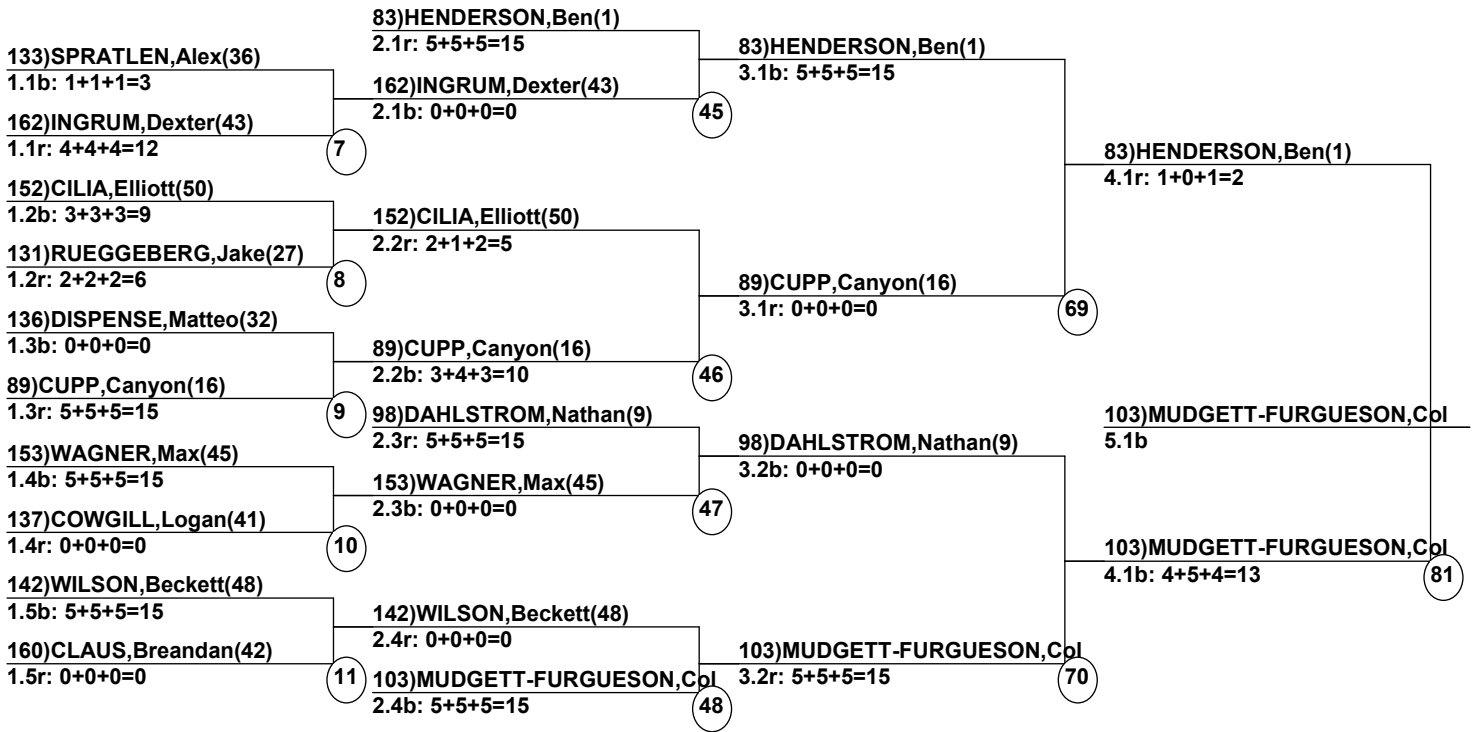 133)SPRATLEN,Alex(36)
1.1b: 1+1+1=3
162)INGRUM,Dexter(43)
1.1r: 4+4+4=12
7
152)CILIA,Elliott(50)
1.2b: 3+3+3=9
131)RUEGGEBERG,Jake(27)
1.2r: 2+2+2=6
8
136)DISPENSE,Matteo(32)
1.3b: 0+0+0=0
89)CUPP,Canyon(16)
1.3r: 5+5+5=15
9
153)WAGNER,Max(45)
1.4b: 5+5+5=15
137)COWGILL,Logan(41)
1.4r: 0+0+0=0
10
142)WILSON,Beckett(48)
1.5b: 5+5+5=15
160)CLAUS,Breandan(42)
1.5r: 0+0+0=0
11
83)HENDERSON,Ben(1)
2.1r: 5+5+5=15
162)INGRUM,Dexter(43)
2.1b: 0+0+0=0
45
152)CILIA,Elliott(50)
2.2r: 2+1+2=5
89)CUPP,Canyon(16)
2.2b: 3+4+3=10
46
98)DAHLSTROM,Nathan(9)
2.3r: 5+5+5=15
153)WAGNER,Max(45)
2.3b: 0+0+0=0
47
142)WILSON,Beckett(48)
2.4r: 0+0+0=0
103)MUDGETT-FURGUESON,Col
2.4b: 5+5+5=15
48
83)HENDERSON,Ben(1)
3.1b: 5+5+5=15
89)CUPP,Canyon(16)
3.1r: 0+0+0=0
69
98)DAHLSTROM,Nathan(9)
3.2b: 0+0+0=0
103)MUDGETT-FURGUESON,Col
3.2r: 5+5+5=15
70
83)HENDERSON,Ben(1)
4.1r: 1+0+1=2
103)MUDGETT-FURGUESON,Col
5.1b
103)MUDGETT-FURGUESON,Col
4.1b: 4+5+4=13
81